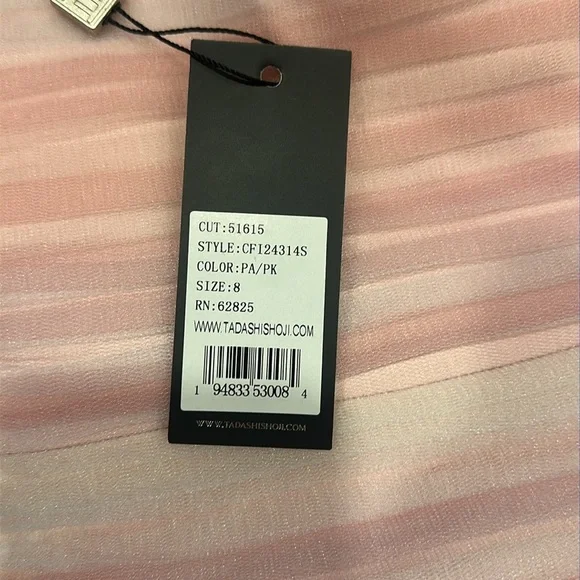 CUT:51615
STYLE:CFI24314S
COLOR:PA/PK
SIZE:8
RN:62825
WWW.TADASHISHOJI.COM
1 94833 53008 4
WWW.TADASHISHOJI.COM